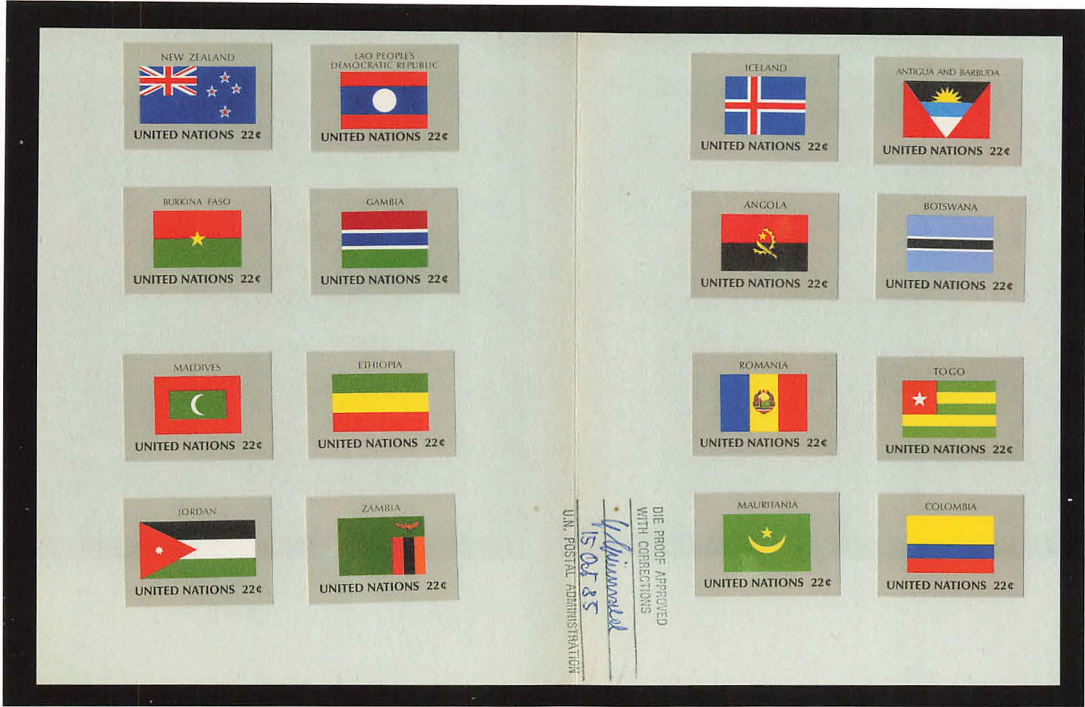 NEW ZEALAND
UNITED NATIONS 22¢
LAO PEOPLE'S
DEMOCRATIC REPUBLIC
UNITED NATIONS 22¢
ICELAND
UNITED NATIONS 22¢
ANTIGUA AND BARBUDA
UNITED NATIONS 22¢
BURKINA FASO
UNITED NATIONS 22¢
GAMBIA
UNITED NATIONS 22¢
ANGOLA
UNITED NATIONS 22¢
BOTSWANA
UNITED NATIONS 22¢
MALDIVES
UNITED NATIONS 22¢
ETHIOPIA
UNITED NATIONS 22¢
ROMANIA
UNITED NATIONS 22¢
TOGO
UNITED NATIONS 22¢
JORDAN
UNITED NATIONS 22¢
ZAMBIA
UNITED NATIONS 22¢
MAURITANIA
UNITED NATIONS 22¢
COLOMBIA
UNITED NATIONS 22¢
DIE PROOF APPROVED
WITH CORRECTIONS
15 Oct 85
U.N. POSTAL ADMINISTRATION